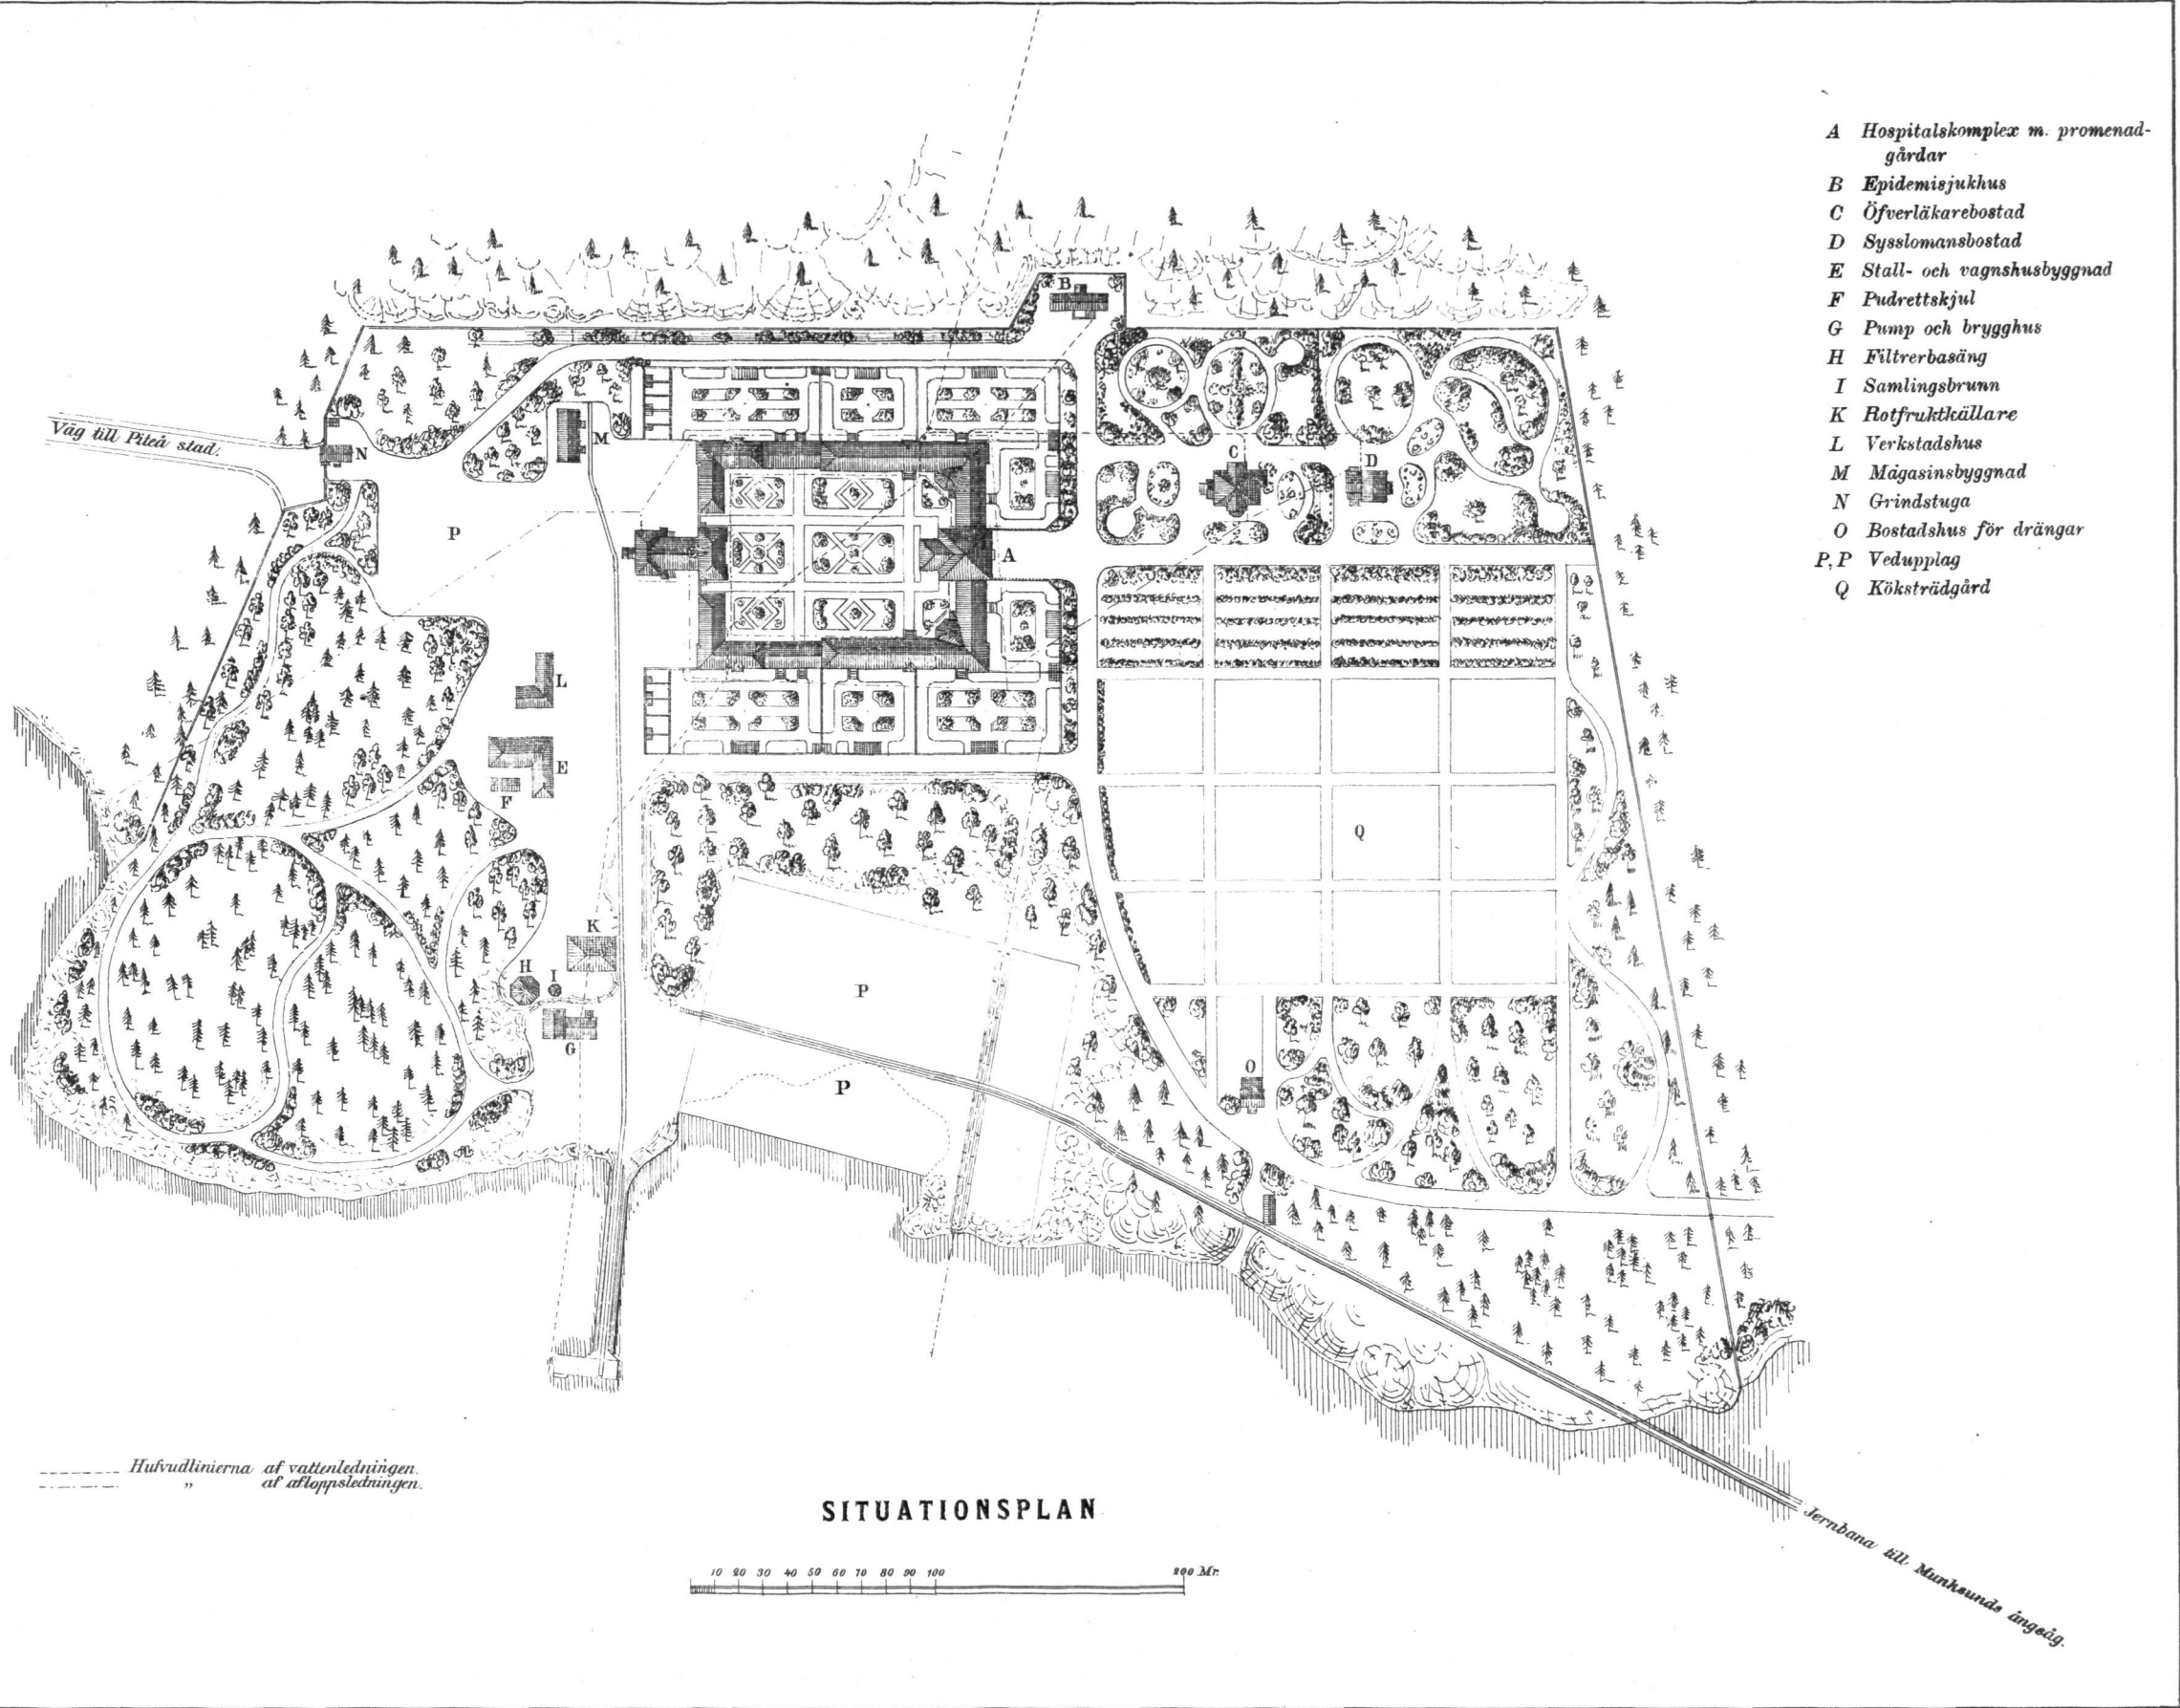 A Hospitalskomplex m. promenad-
gårdar
B Epidemisjukhus
C Öfverläkarebostad
D Sysslomansbostad
E Stall- och vagnshusbyggnad
F Pudrettskjul
G Pump och brygghus
H Filtrerbasäng
I Samlingsbrunn
K Rotfruktkällare
L Verkstadshus
M Magasinsbyggnad
N Grindstuga
O Bostadshus för drängar
P, P Vedupplag
Q Köksträdgård
B
Väg till Piteå stad.
M
N
C
D
P
A
L
E
F
Q
K
H
I
P
G
O
P
Hufvudlinierna af vattenledningen.
„ af afloppsledningen.
SITUATIONSPLAN
10 20 30 40 50 60 70 80 90 100 200 Mr.
Jernbana till Munksunds ångsåg.